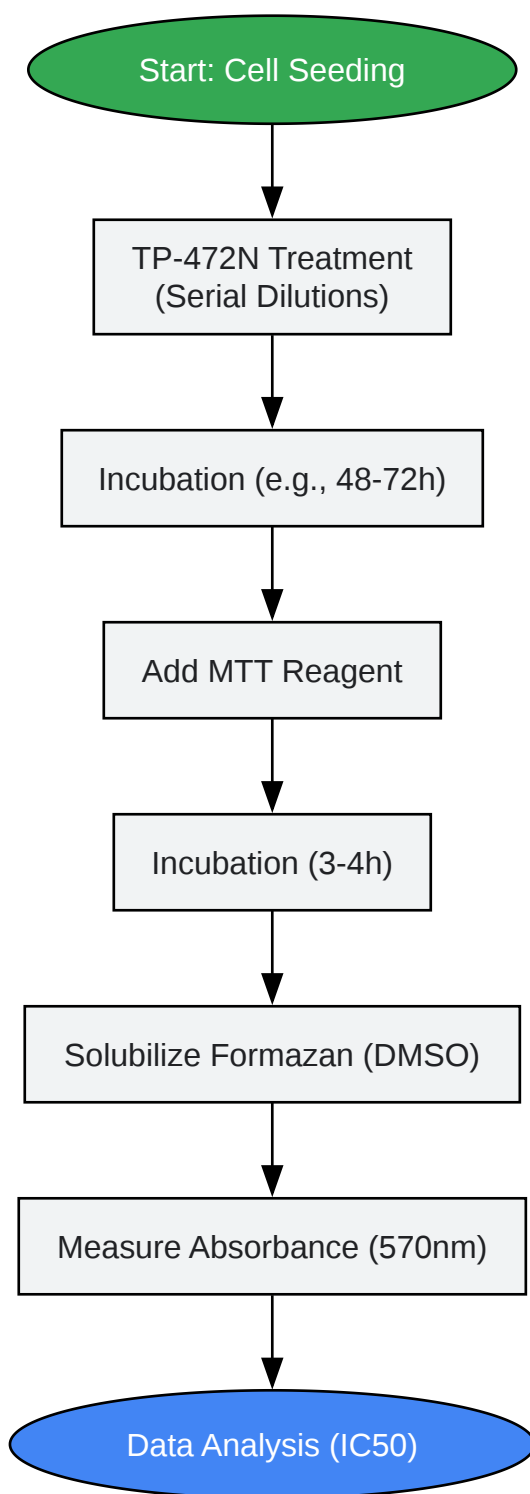 Start: Cell Seeding
TP-472N Treatment
(Serial Dilutions)
Incubation (e.g., 48-72h)
Add MTT Reagent
Incubation (3-4h)
Solubilize Formazan (DMSO)
Measure Absorbance (570nm)
Data Analysis (IC50)